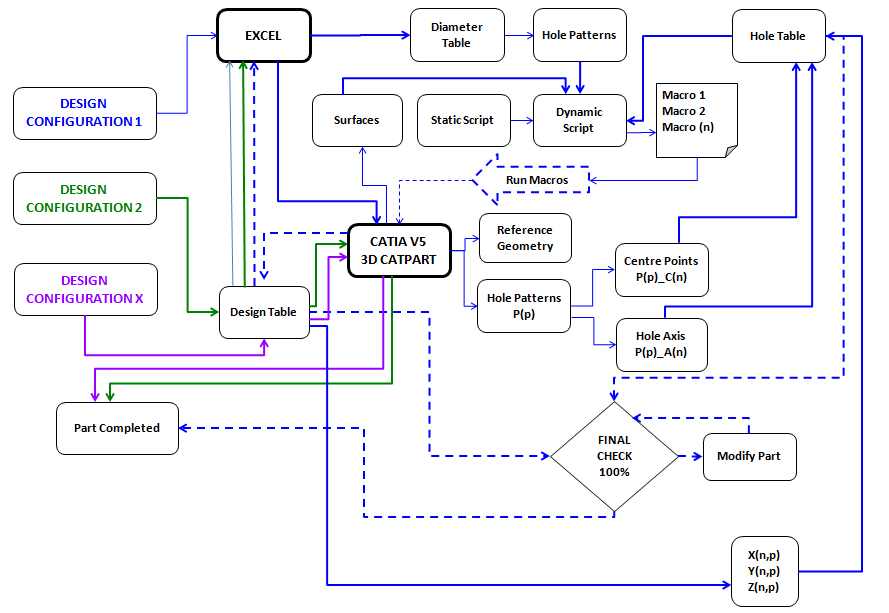 EXCEL
Diameter
Table
Hole Patterns
Hole Table
DESIGN
CONFIGURATION 1
Surfaces
Static Script
Dynamic
Script
Macro 1
Macro 2
Macro (n)
Run Macros
DESIGN
CONFIGURATION 2
CATIA V5
3D CATPART
Reference
Geometry
Centre Points
P(p)_C(n)
DESIGN
CONFIGURATION X
Design Table
Hole Patterns
P(p)
Hole Axis
P(p)_A(n)
Part Completed
FINAL
CHECK
100%
Modify Part
X(n,p)
Y(n,p)
Z(n,p)